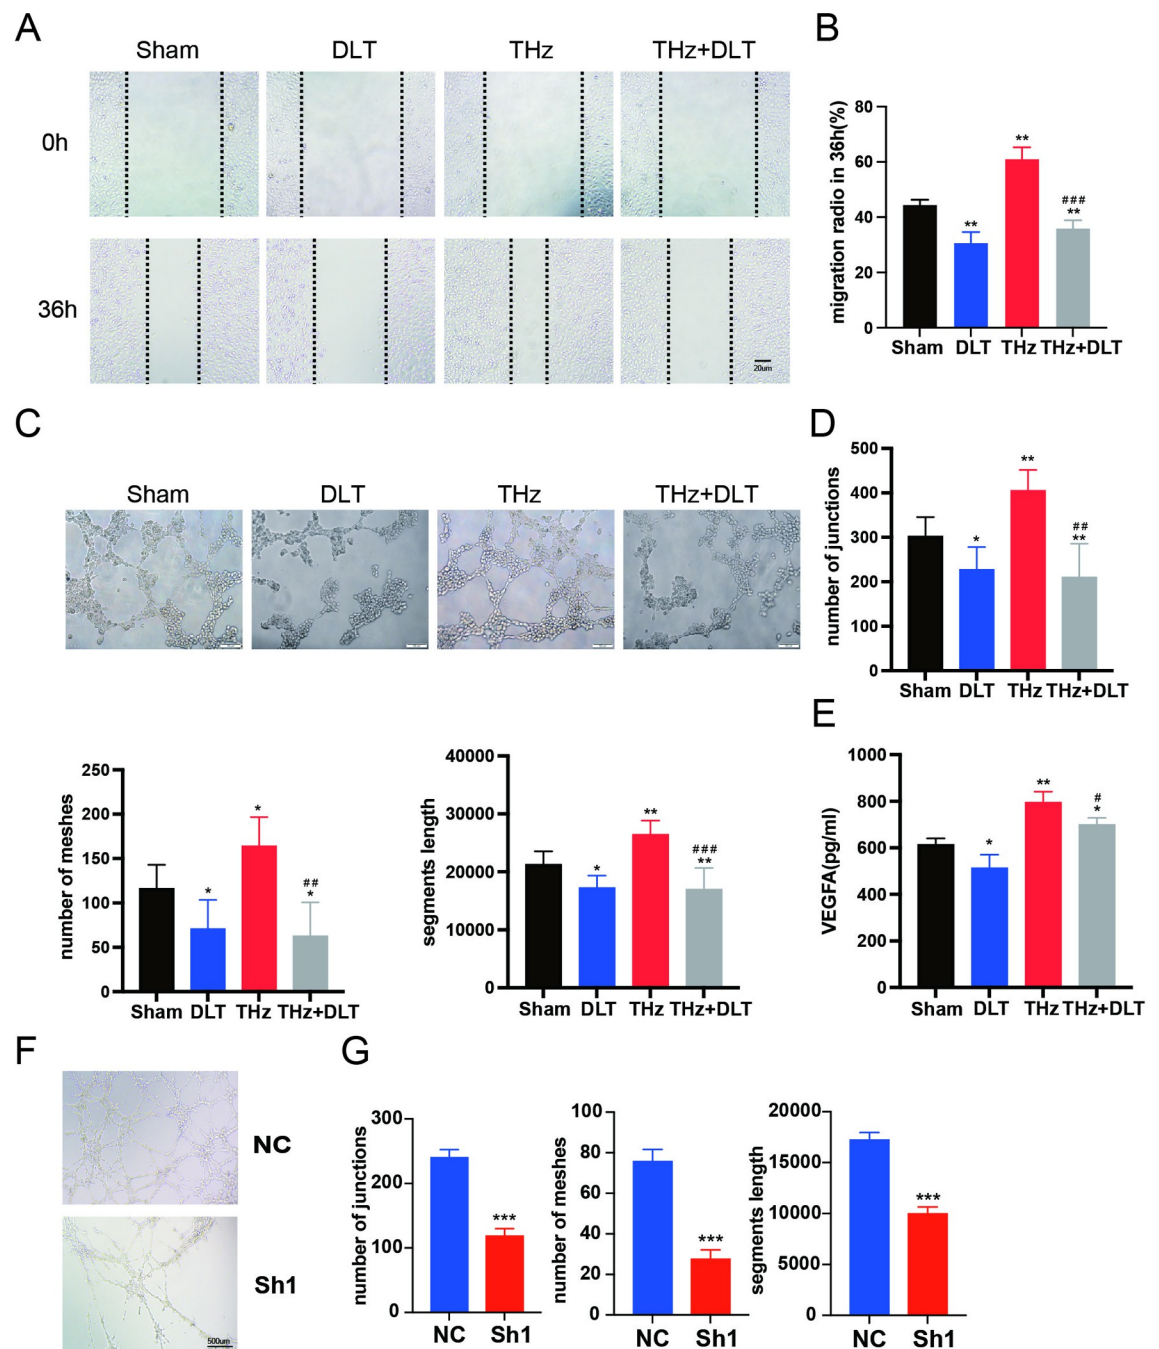 A
Sham DLT THz THz+DLT
0h
36h
20um
B
migration radio in 36h(%)
80
60
40
20
0
**
**
###
**
Sham DLT THz THz+DLT
C
Sham DLT THz THz+DLT
D
number of junctions
500
400
300
200
100
0
*
**
##
**
Sham DLT THz THz+DLT
number of meshes
250
200
150
100
50
0
*
*
##
*
Sham DLT THz THz+DLT
segments length
40000
30000
20000
10000
0
*
**
###
**
Sham DLT THz THz+DLT
E
VEGFA(pg/ml)
1000
800
600
400
200
0
*
**
#
*
Sham DLT THz THz+DLT
F
NC
Sh1
500um
G
number of junctions
300
200
100
0
***
NC Sh1
number of meshes
100
80
60
40
20
0
***
NC Sh1
segments length
20000
15000
10000
5000
0
***
NC Sh1